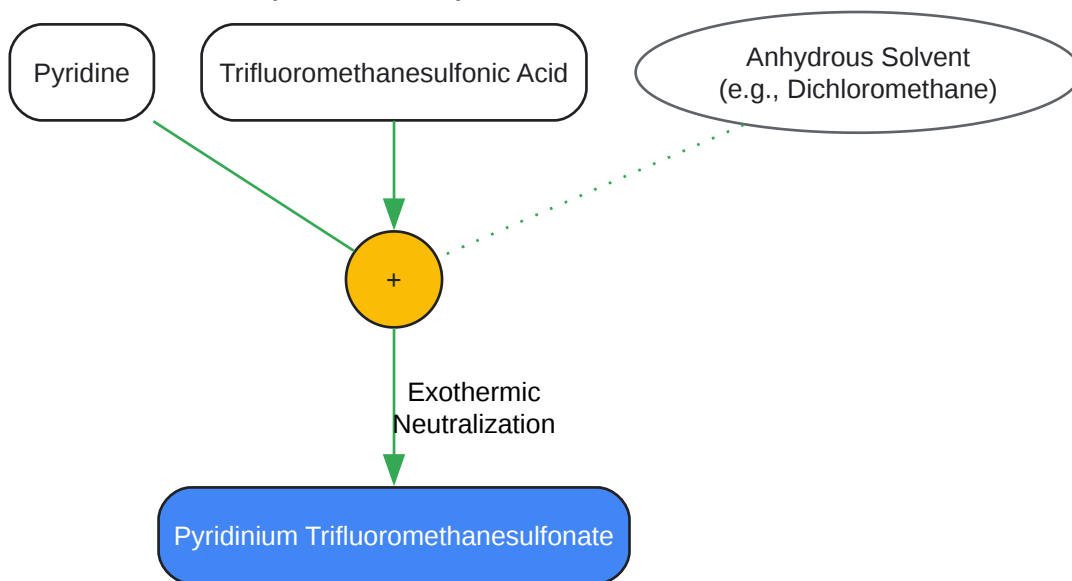 Pyridine
Trifluoromethanesulfonic Acid
Anhydrous Solvent
(e.g., Dichloromethane)
+
Exothermic
Neutralization
Pyridinium Trifluoromethanesulfonate